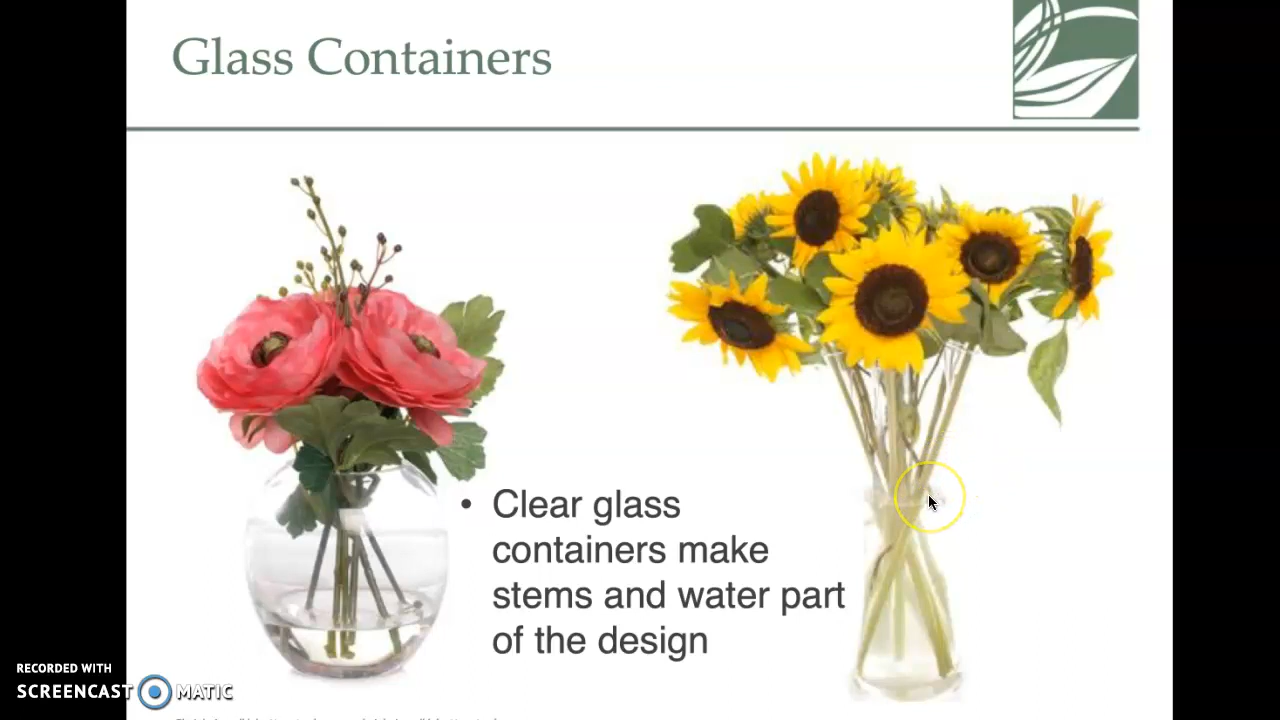 Glass Containers
• Clear glass
containers make
stems and water part
of the design
RECORDED WITH
SCREENCAST MATIC